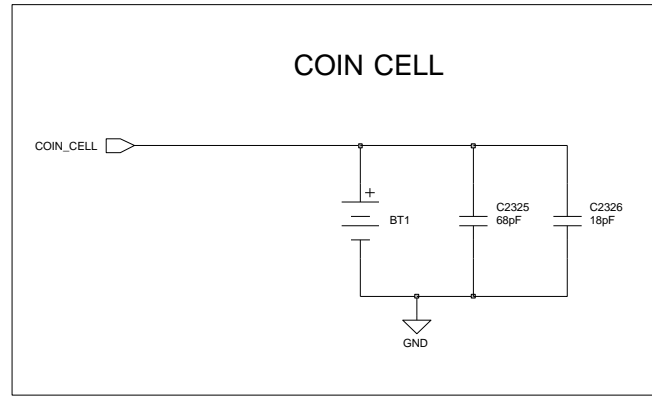 COIN CELL
COIN_CELL
+
BT1
C2325
68pF
C2326
18pF
GND